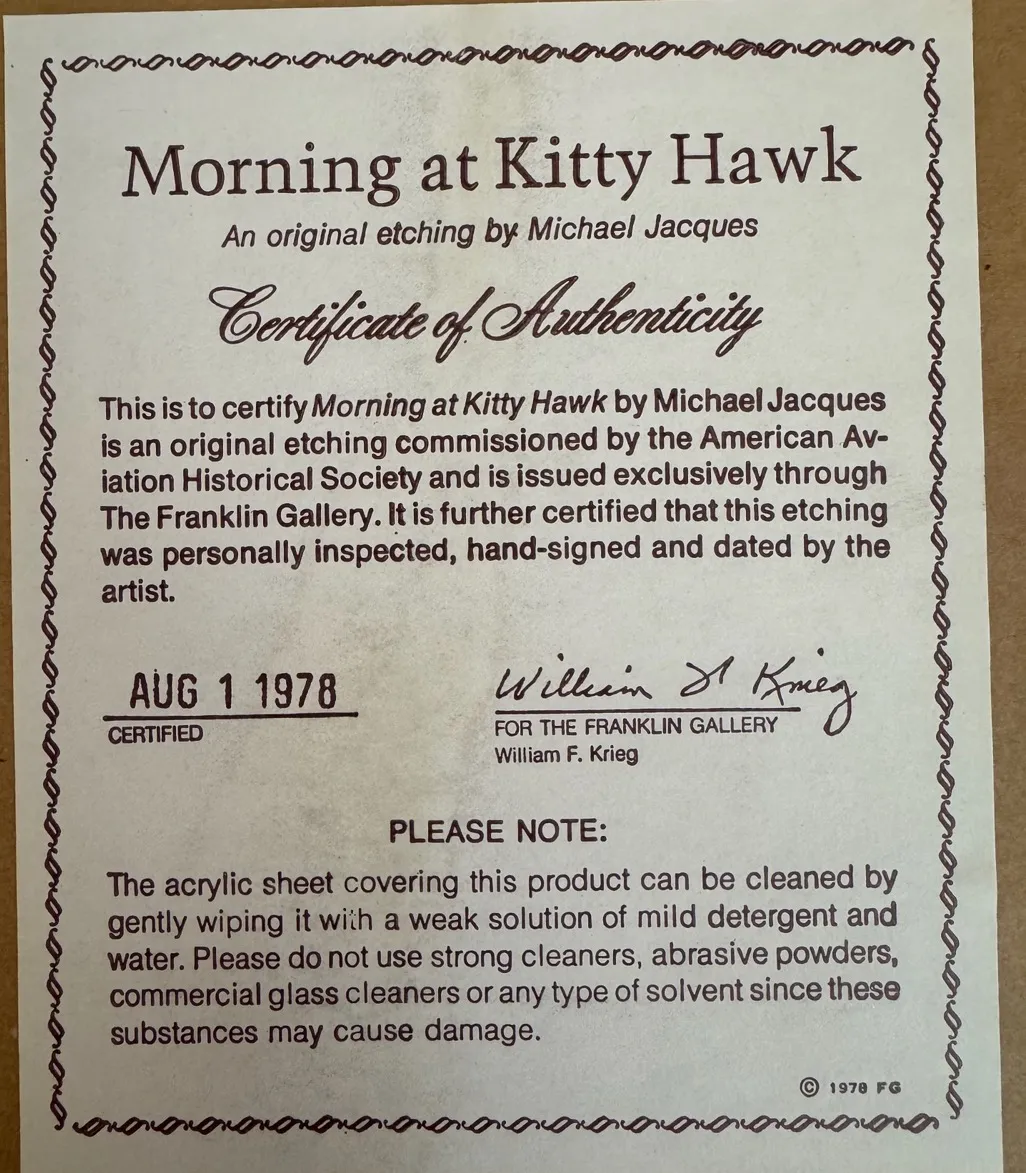 Morning at Kitty Hawk
An original etching by Michael Jacques
Certificate of Authenticity
This is to certify Morning at Kitty Hawk by Michael Jacques
is an original etching commissioned by the American Av-
iation Historical Society and is issued exclusively through
The Franklin Gallery. It is further certified that this etching
was personally inspected, hand-signed and dated by the
artist.
AUG 1 1978
CERTIFIED
William F Krieg
FOR THE FRANKLIN GALLERY
William F. Krieg
PLEASE NOTE:
The acrylic sheet covering this product can be cleaned by
gently wiping it with a weak solution of mild detergent and
water. Please do not use strong cleaners, abrasive powders,
commercial glass cleaners or any type of solvent since these
substances may cause damage.
© 1978 FG